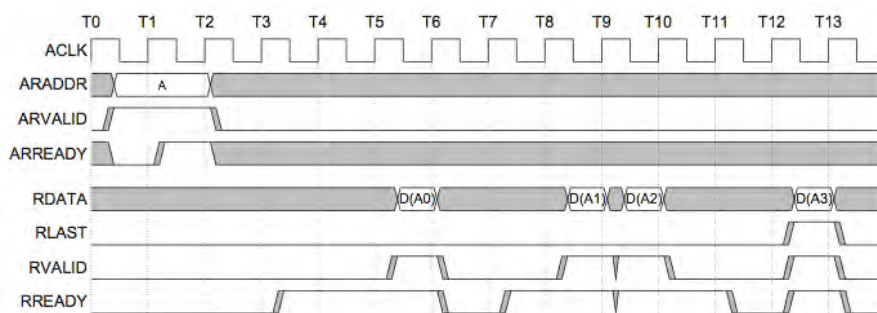 T0 T1 T2 T3 T4 T5 T6 T7 T8 T9 T10 T11 T12 T13
ACLK
ARADDR A
ARVALID
ARREADY
RDATA D(A0) D(A1) D(A2) D(A3)
RLAST
RVALID
RREADY